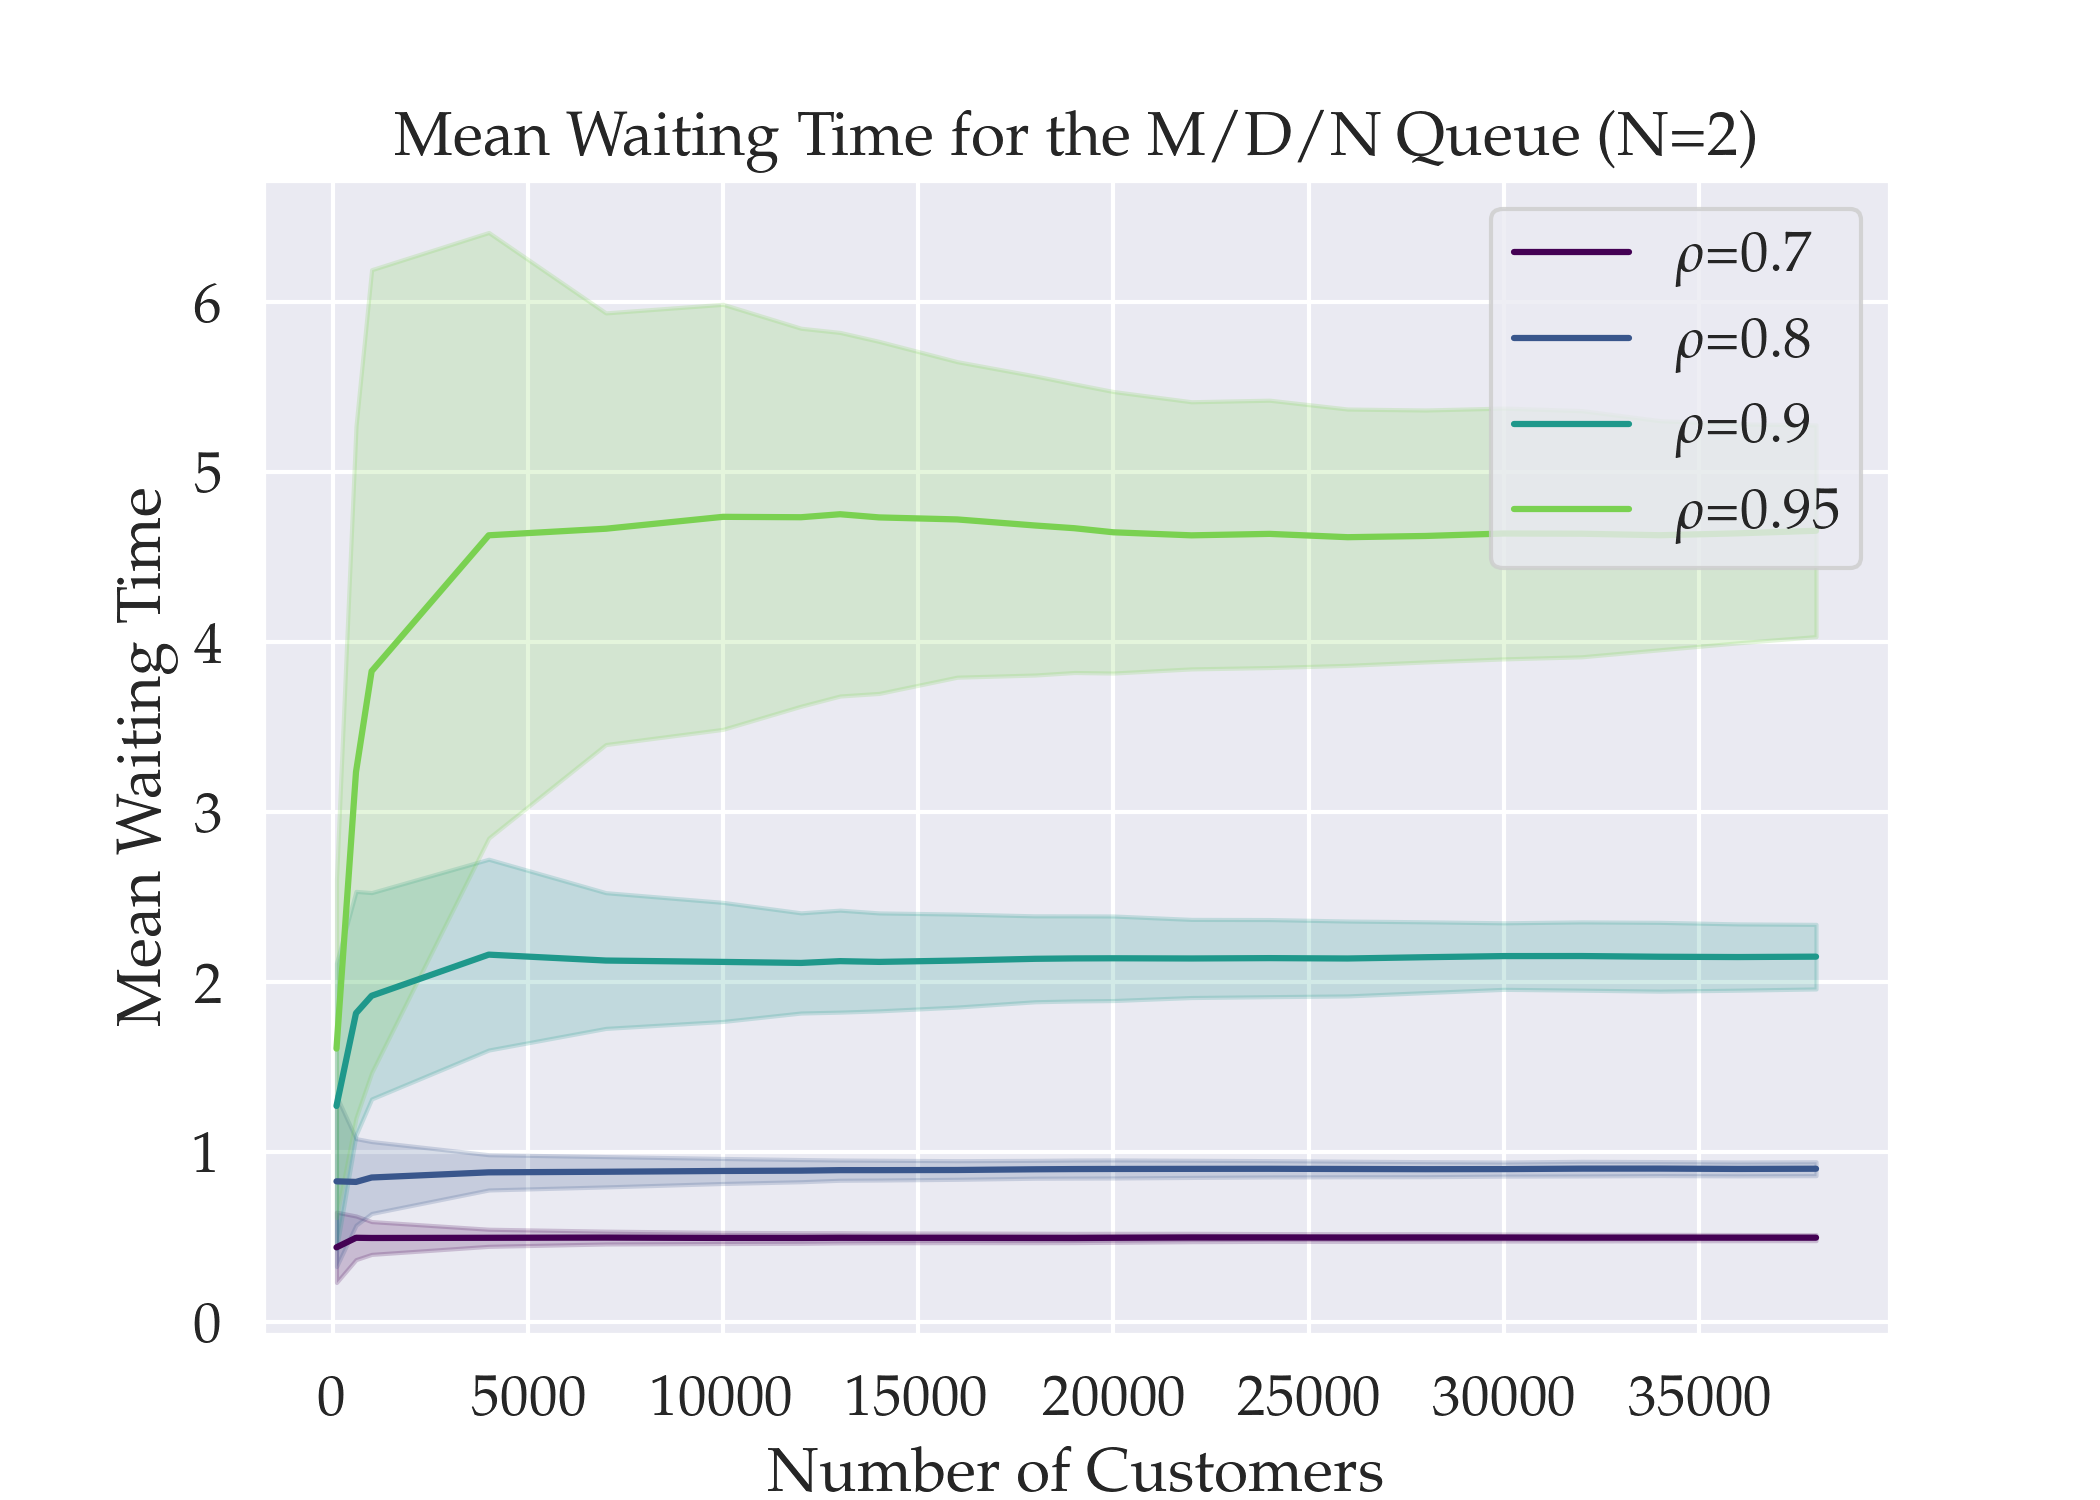 Mean Waiting Time for the M/D/N Queue (N=2)
ρ=0.7
ρ=0.8
ρ=0.9
ρ=0.95
Mean Waiting Time
6
5
4
3
2
1
0
0 5000 10000 15000 20000 25000 30000 35000
Number of Customers